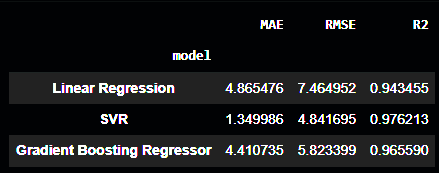 MAE RMSE R2
model
Linear Regression 4.865476 7.464952 0.943455
SVR 1.349986 4.841695 0.976213
Gradient Boosting Regressor 4.410735 5.823399 0.965590